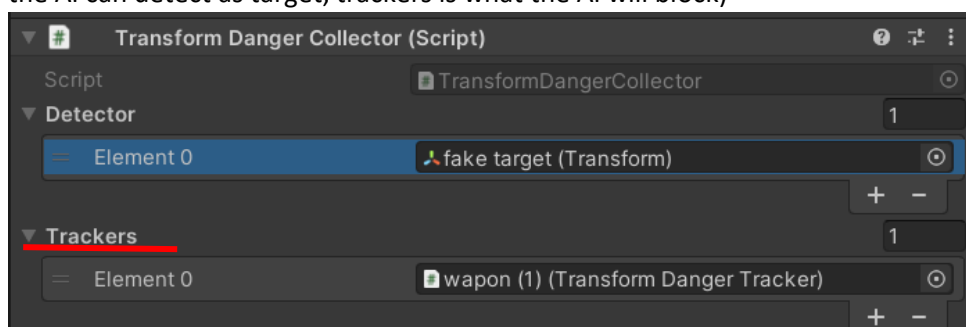 the AI can detect as target, trackers is what the AI will block)
# Transform Danger Collector (Script)
Script # TransformDangerCollector
Detector 1
Element 0 fake target (Transform)
+ −
Trackers 1
Element 0 # wapon (1) (Transform Danger Tracker)
+ −